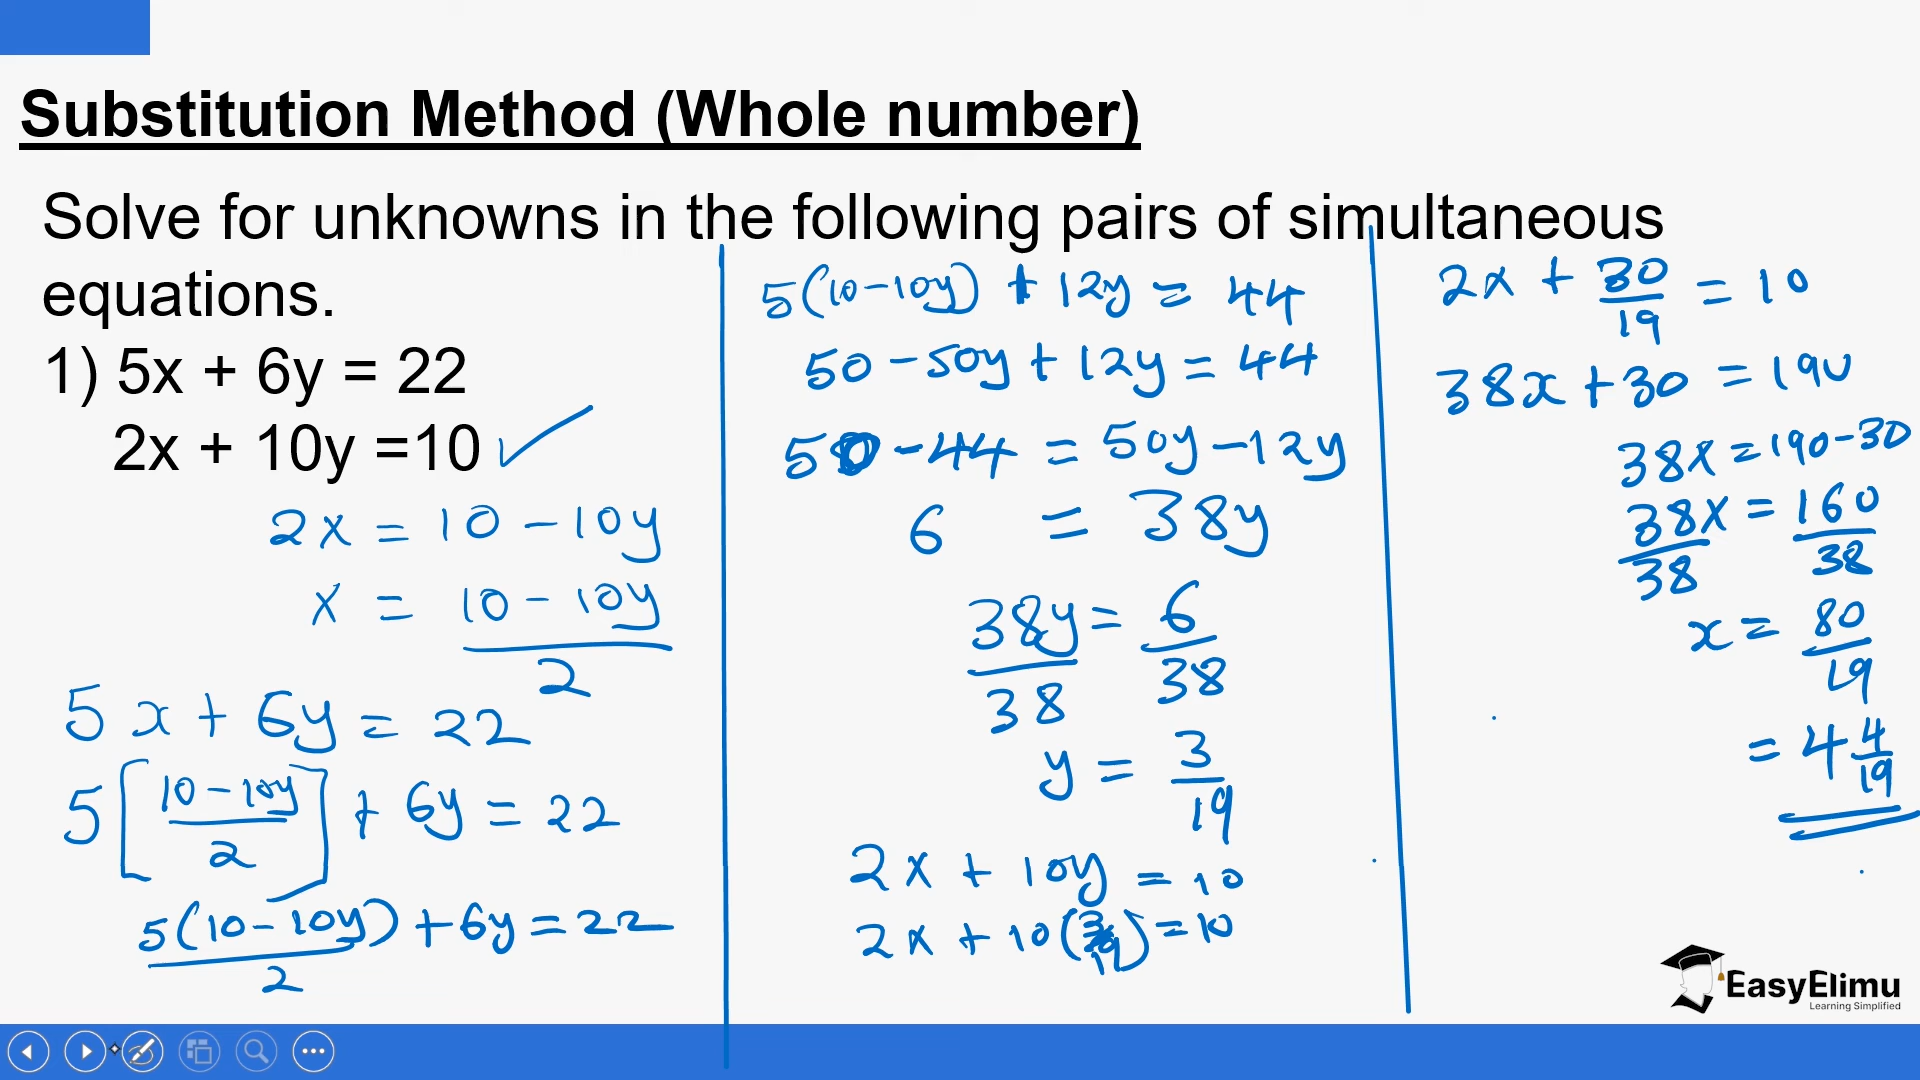 Substitution Method (Whole number)
Solve for unknowns in the following pairs of simultaneous
equations.
1) 5x + 6y = 22
2x + 10y =10 ✓
2x = 10 - 10y
x = (10 - 10y)/2
5x + 6y = 22
5[(10 - 10y)/2] + 6y = 22
5(10 - 10y)/2 + 6y = 22
5(10 - 10y) + 12y = 44
50 - 50y + 12y = 44
50 - 44 = 50y - 12y
6 = 38y
38y/38 = 6/38
y = 3/19
2x + 10y = 10
2x + 10(3/19) = 10
2x + 30/19 = 10
38x + 30 = 190
38x = 190 - 30
38x/38 = 160/38
x = 80/19
= 4 4/19
EasyElimu
Learning Simplified